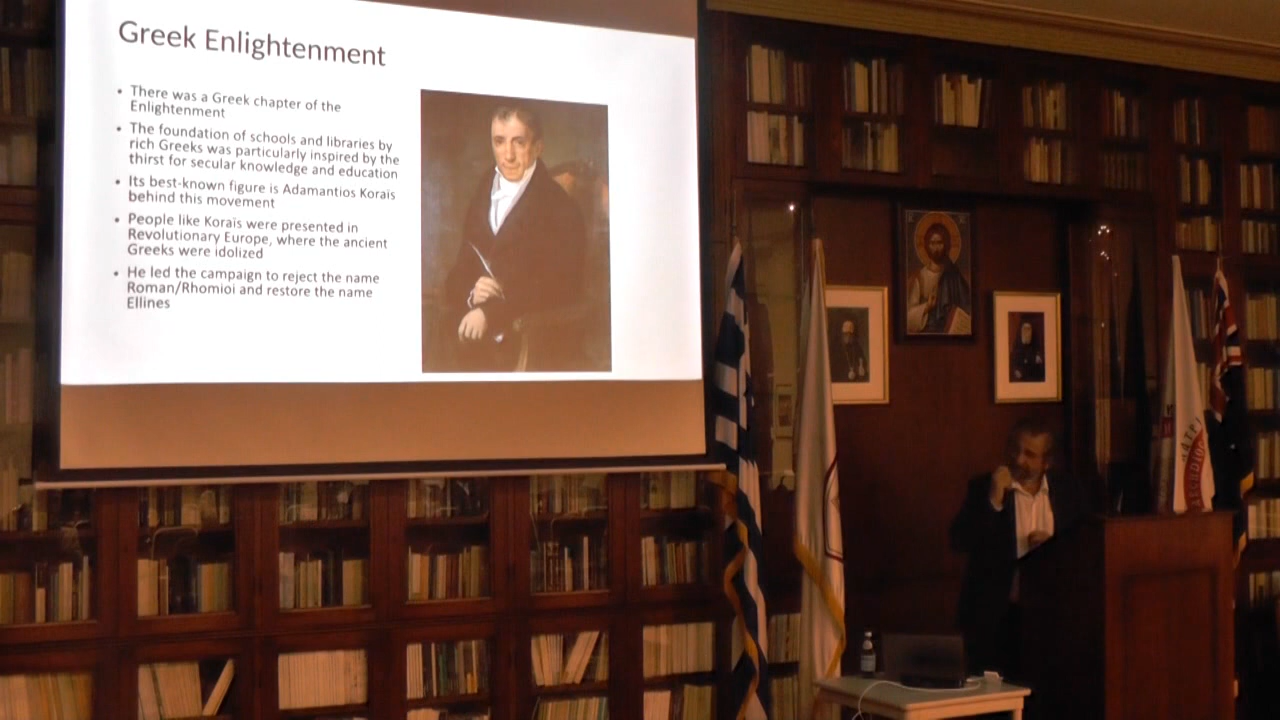 Greek Enlightenment
• There was a Greek chapter of the
Enlightenment
• The foundation of schools and libraries by
rich Greeks was particularly inspired by the
thirst for secular knowledge and education
• Its best-known figure is Adamantios Korais
behind this movement
• People like Korais were presented in
Revolutionary Europe, where the ancient
Greeks were idolized
• He led the campaign to reject the name
Roman/Rhomioi and restore the name
Ellines